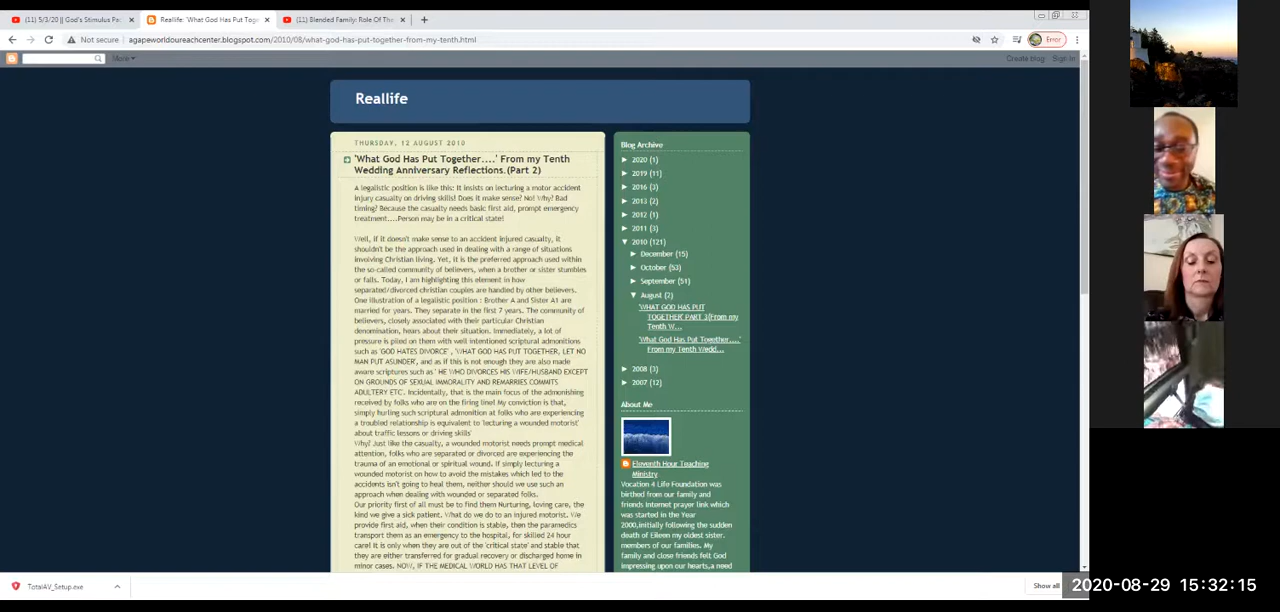 (11) 5/3/20 || God's Stimulus Pac
Reallife: 'What God Has Put Toge
(11) Blended Family: Role Of The
Not secure
agapeworldoureachcenter.blogspot.com/2010/08/what-god-has-put-together-from-my-tenth.html
Error
More
Create blog
Sign In
Reallife
THURSDAY, 12 AUGUST 2010
'What God Has Put Together....' From my Tenth
Wedding Anniversary Reflections.(Part 2)
A legalistic position is like this: It insists on lecturing a motor accident
injury casualty on driving skills! Does it make sense? No! Why? Bad
timing? Because the casualty needs basic first aid, prompt emergency
treatment....Person may be in a critical state!
Well, if it doesn't make sense to an accident injured casualty, it
shouldn't be the approach used in dealing with a range of situations
involving Christian living. Yet, it is the preferred approach used within
the so-called community of believers, when a brother or sister stumbles
or falls. Today, I am highlighting this element in how
separated/divorced christian couples are handled by other believers.
One illustration of a legalistic position : Brother A and Sister A1 are
married for years. They separate in the first 7 years. The community of
believers, closely associated with their particular Christian
denomination, hears about their situation. Immediately, a lot of
pressure is piled on them with well intentioned scriptural admonitions
such as 'GOD HATES DIVORCE' , 'WHAT GOD HAS PUT TOGETHER, LET NO
MAN PUT ASUNDER', and as if this is not enough they are also made
aware scriptures such as ' HE WHO DIVORCES HIS WIFE/HUSBAND EXCEPT
ON GROUNDS OF SEXUAL IMMORALITY AND REMARRIES COMMITS
ADULTERY ETC'. Incidentally, that is the main focus of the admonishing
received by folks who are on the firing line! My conviction is that,
simply hurling such scriptural admonition at folks who are experiencing
a troubled relationship is equivalent to 'lecturing a wounded motorist'
about traffic lessons or driving skills'
Why? Just like the casualty, a wounded motorist needs prompt medical
attention, folks who are separated or divorced are experiencing the
trauma of an emotional or spiritual wound. If simply lecturing a
wounded motorist on how to avoid the mistakes which led to the
accidents isn't going to heal them, neither should we use such an
approach when dealing with wounded or separated folks.
Our priority first of all must be to find them Nurturing, loving care, the
kind we give a sick patient. What do we do to an injured motorist. We
provide first aid, when their condition is stable, then the paramedics
transport them as an emergency to the hospital, for skilled 24 hour
care! It is only when they are out of the 'critical state' and stable that
they are either transferred for gradual recovery or discharged home in
minor cases. NOW, IF THE MEDICAL WORLD HAS THAT LEVEL OF
Blog Archive
► 2020 (1)
► 2019 (11)
► 2016 (3)
► 2013 (2)
► 2012 (1)
► 2011 (3)
▼ 2010 (121)
► December (15)
► October (53)
► September (51)
▼ August (2)
'WHAT GOD HAS PUT
TOGETHER' PART 3(From my
Tenth W...
'What God Has Put Together....'
From my Tenth Wedd...
► 2008 (3)
► 2007 (12)
About Me
Eleventh Hour Teaching
Ministry
Vocation 4 Life Foundation was
birthed from our family and
friends Internet prayer link which
was started in the Year
2000,initially following the sudden
death of Eileen my oldest sister.
members of our families. My
family and close friends felt God
impressing upon our hearts,a need
TotalAV_Setup.exe
Show all
2020-08-29 15:32:15